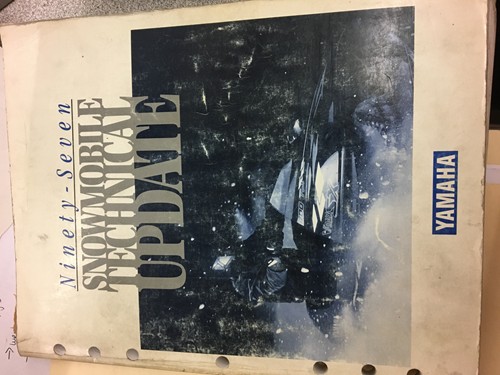 Ninety-Seven
SNOWMOBILE
TECHNICAL
UPDATE
YAMAHA